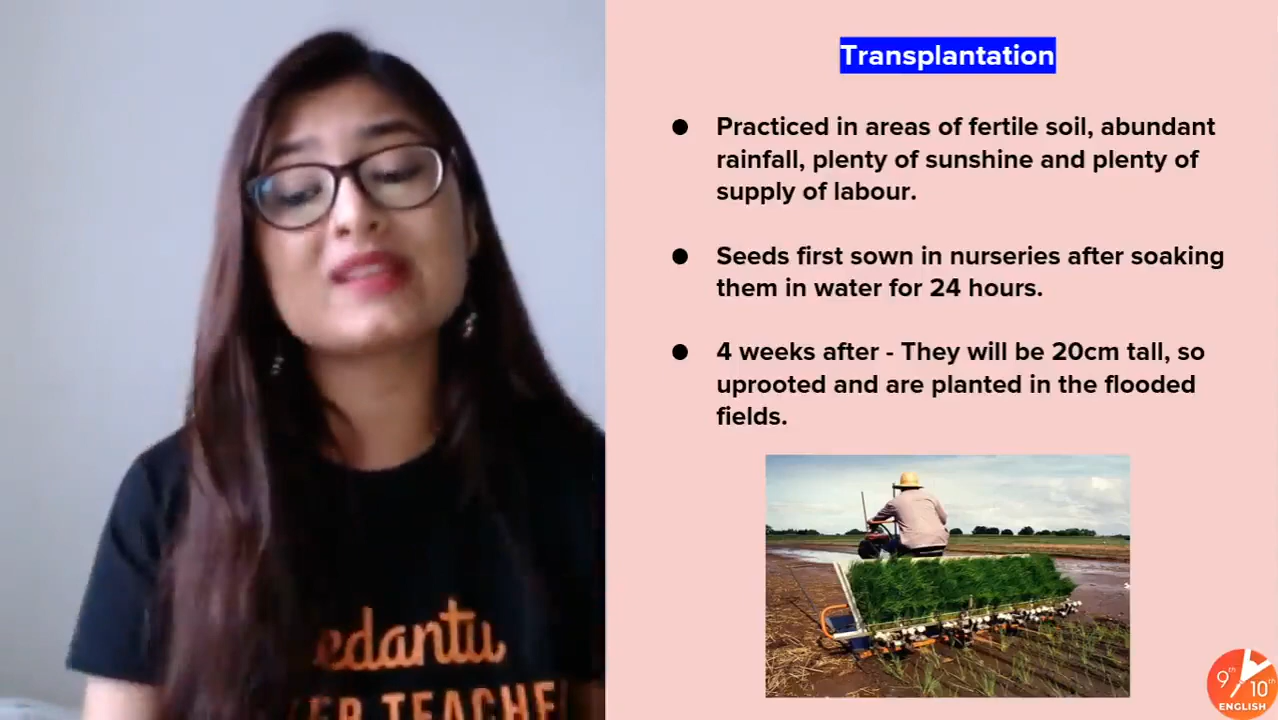 Transplantation
● Practiced in areas of fertile soil, abundant
rainfall, plenty of sunshine and plenty of
supply of labour.
● Seeds first sown in nurseries after soaking
them in water for 24 hours.
● 4 weeks after - They will be 20cm tall, so
uprooted and are planted in the flooded
fields.
edantu
TEACHE
9th
10th
ENGLISH